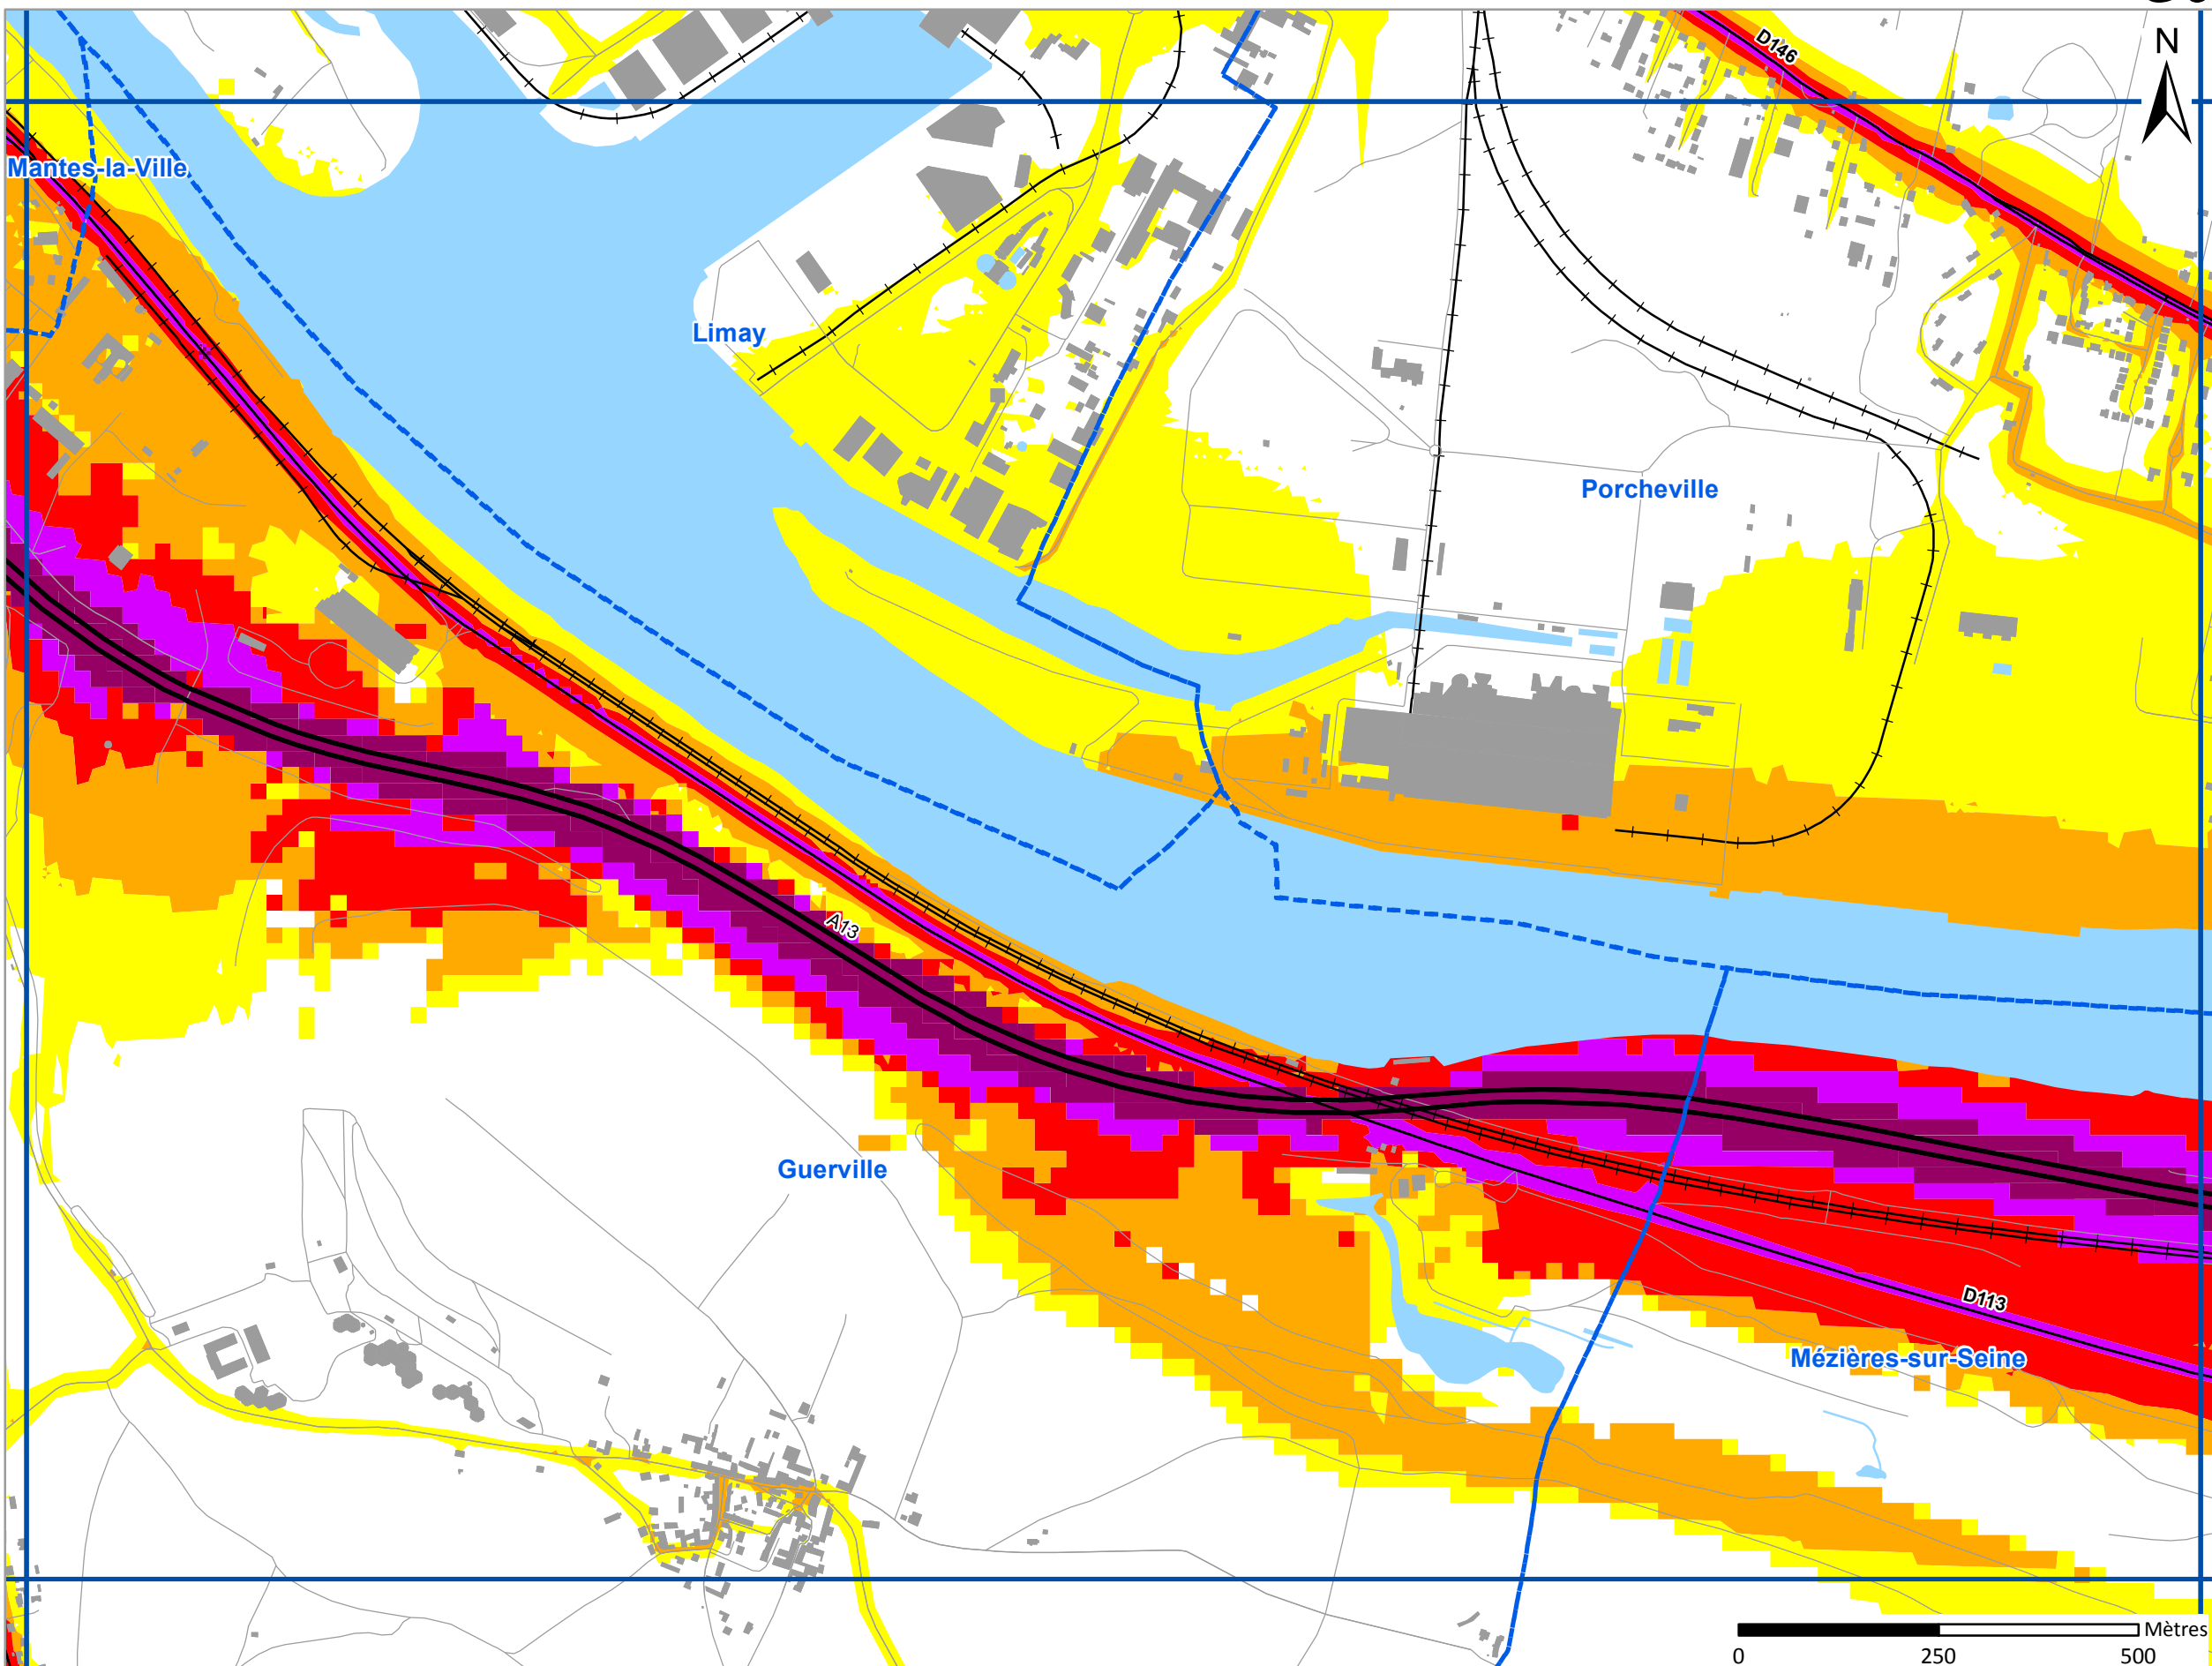 D146
N
Mantes-la-Ville
Limay
Porcheville
A13
Guerville
D113
Mézières-sur-Seine
Mètres
0 250 500